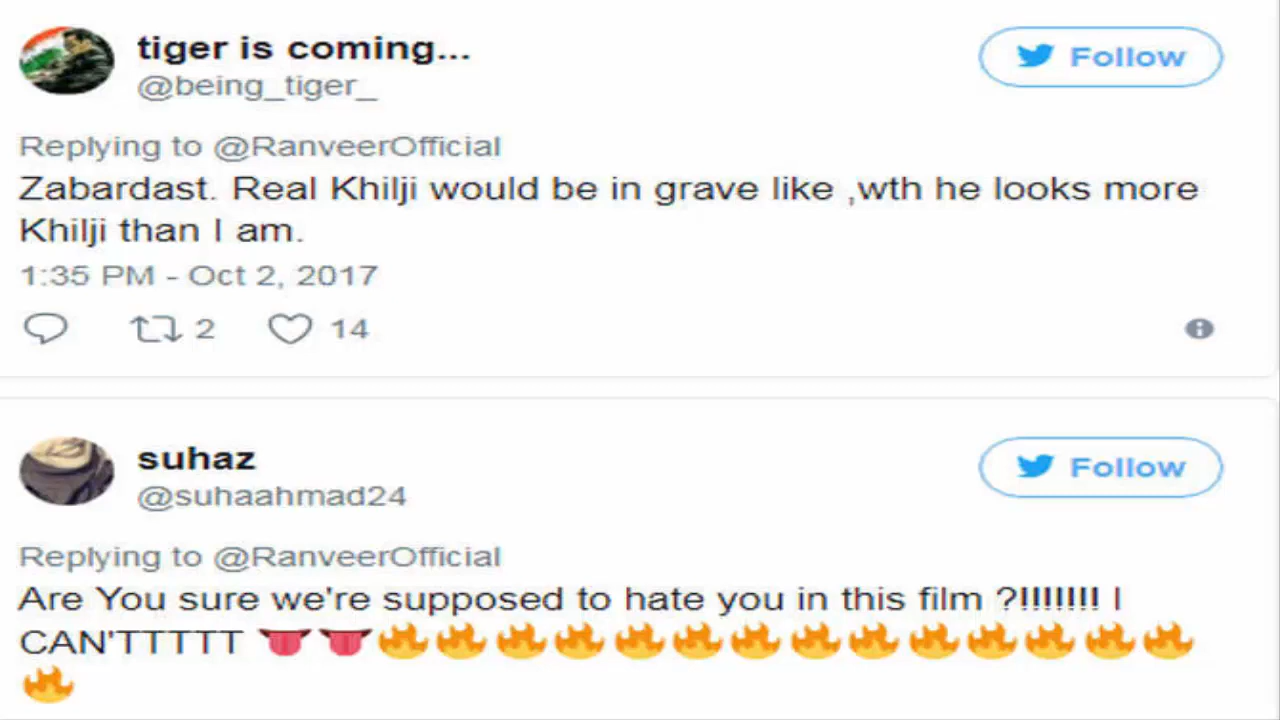 tiger is coming...
@being_tiger_
Follow
Replying to @RanveerOfficial
Zabardast. Real Khilji would be in grave like ,wth he looks more
Khilji than I am.
1:35 PM - Oct 2, 2017
2 14
suhaz
@suhaahmad24
Follow
Replying to @RanveerOfficial
Are You sure we're supposed to hate you in this film ?!!!!!!!! I
CAN'TTTTT 👅👅🔥🔥🔥🔥🔥🔥🔥🔥🔥🔥🔥🔥🔥🔥
🔥